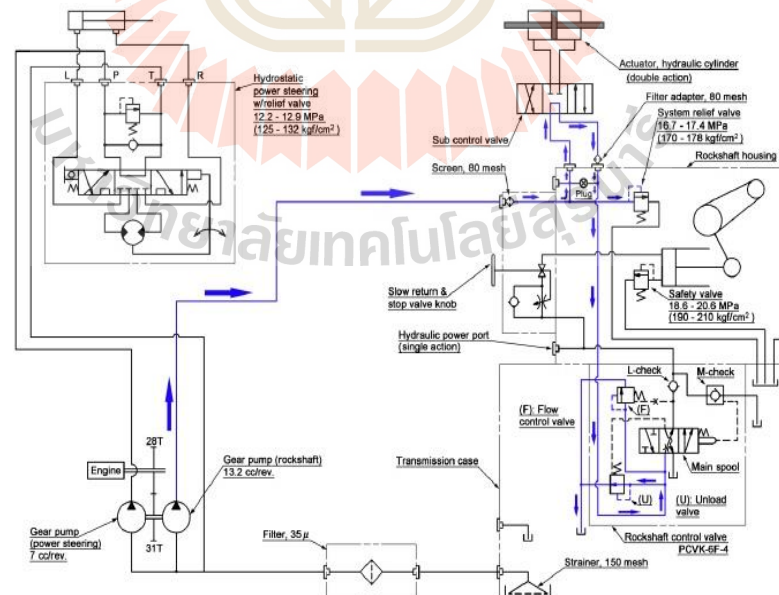 มหาวิทยาลัยเทคโนโลยีสุรนารี
L
P
T
R
Hydrostatic
power steering
w/relief valve
12.2 - 12.9 MPa
(125 - 132 kgf/cm²)
Actuator, hydraulic cylinder
(double action)
Filter adapter, 80 mesh
System relief valve
16.7 - 17.4 MPa
(170 - 178 kgf/cm²)
Sub control valve
Rockshaft housing
Screen, 80 mesh
Plug
Slow return &
stop valve knob
Safety valve
18.6 - 20.6 MPa
(190 - 210 kgf/cm²)
Hydraulic power port
(single action)
L-check
M-check
(F): Flow
control valve
(F)
Main spool
Transmission case
(U)
(U): Unload
valve
28T
Engine
Gear pump (rockshaft)
13.2 cc/rev.
Gear pump
(power steering)
7 cc/rev.
31T
Filter, 35μ
Rockshaft control valve
PCVK-6F-4
Strainer, 150 mesh